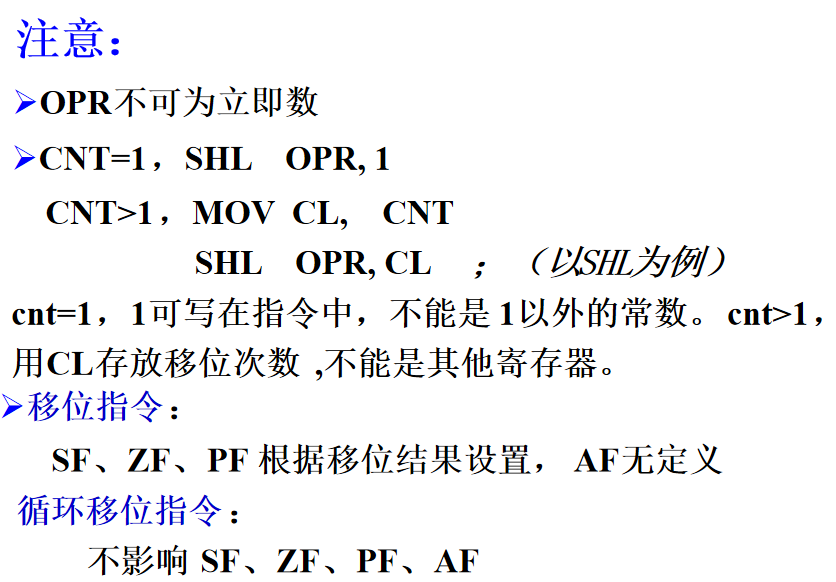 注意：
➢OPR不可为立即数
➢CNT=1，SHL OPR, 1
CNT>1，MOV CL, CNT
SHL OPR, CL ；（以SHL为例）
cnt=1，1可写在指令中，不能是 1以外的常数。cnt>1，
用CL存放移位次数 ,不能是其他寄存器。
➢移位指令：
SF、ZF、PF 根据移位结果设置， AF无定义
循环移位指令：
不影响 SF、ZF、PF、AF